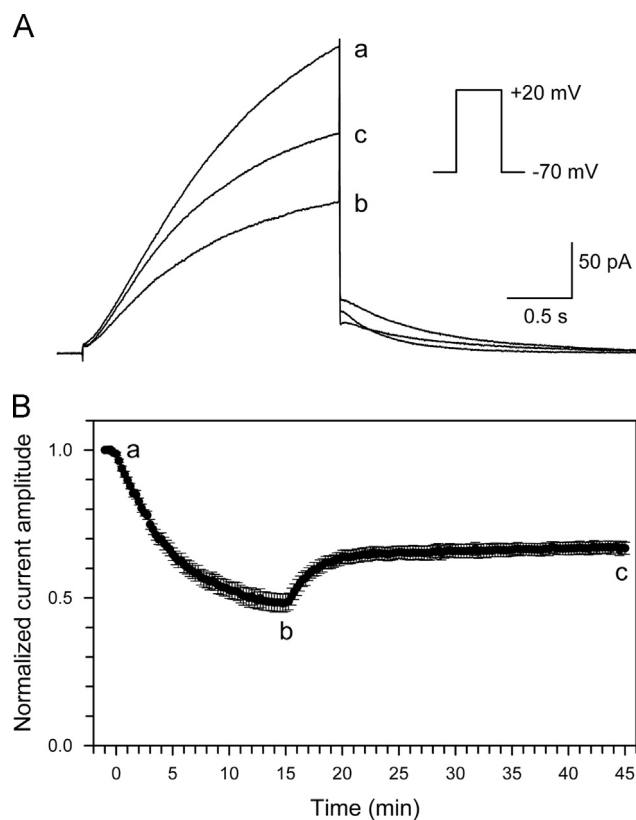 A
a
c
b
+20 mV
-70 mV
50 pA
0.5 s
B
Normalized current amplitude
1.0
0.5
0.0
a
b
c
0 5 10 15 20 25 30 35 40 45
Time (min)